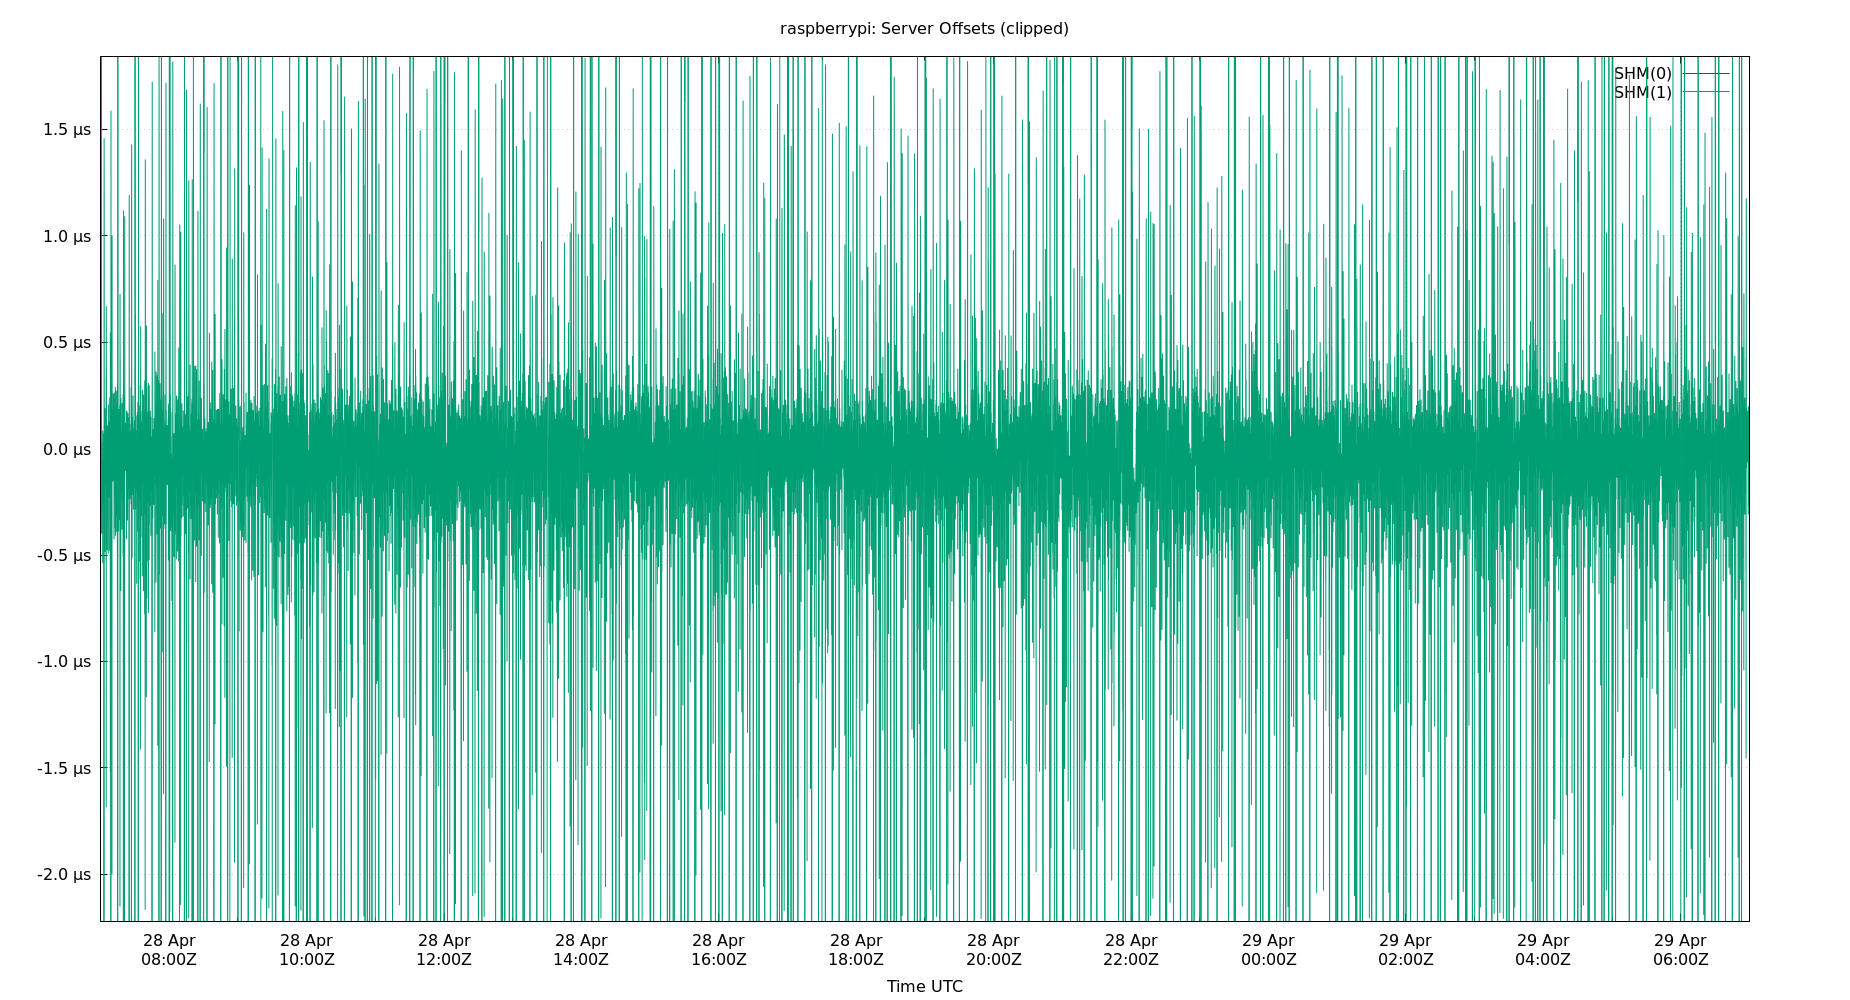 raspberrypi: Server Offsets (clipped)
SHM(0)
SHM(1)
1.5 μs
1.0 μs
0.5 μs
0.0 μs
-0.5 μs
-1.0 μs
-1.5 μs
-2.0 μs
28 Apr 28 Apr 28 Apr 28 Apr 28 Apr 28 Apr 28 Apr 28 Apr 29 Apr 29 Apr 29 Apr 29 Apr
08:00Z 10:00Z 12:00Z 14:00Z 16:00Z 18:00Z 20:00Z 22:00Z 00:00Z 02:00Z 04:00Z 06:00Z
Time UTC